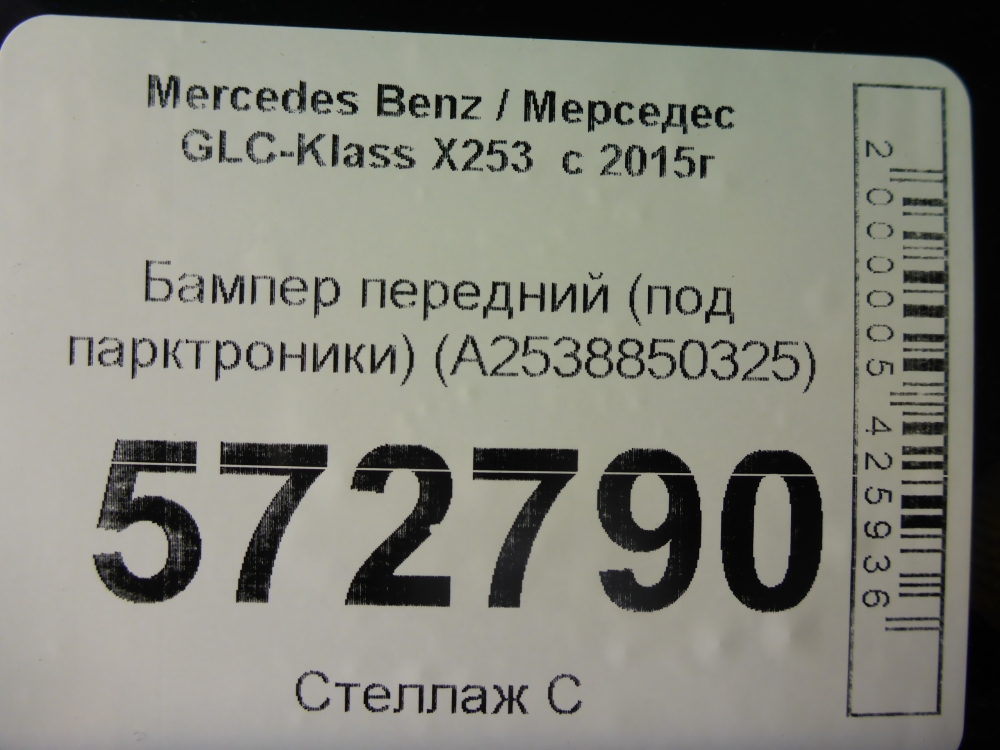 Mercedes Benz / Мерседес
GLC-Klass X253 с 2015г
Бампер передний (под
парктроники) (A2538850325)
572790
Стеллаж С
2000005425936